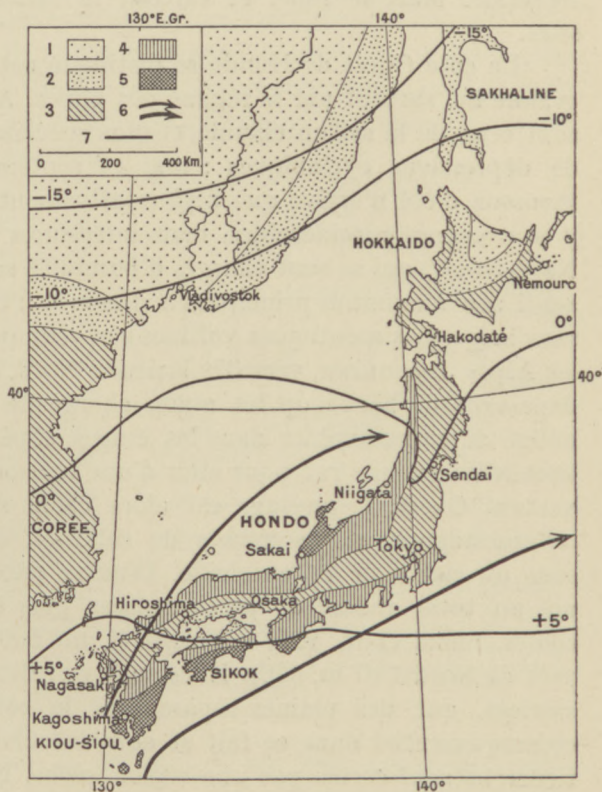 130°E.Gr.
140°
1
4
2
5
3
6
7
0
200
400 Km.
-15°
SAKHALINE
-10°
-15°
HOKKAIDO
Némouro
-10°
Vladivostok
Hakodaté
0°
40°
40°
Sendaï
Niigata
0°
CORÉE
HONDO
Sakai
Tokyo
Hiroshima
Osaka
+5°
+5°
Nagasaki
SIKOK
Kagoshima
KIOU-SIOU
130°
140°